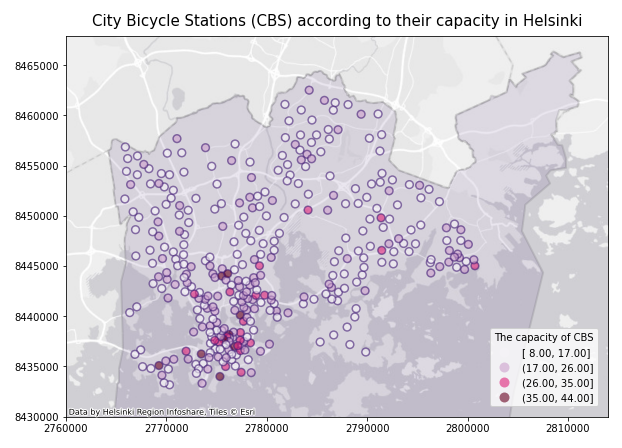 City Bicycle Stations (CBS) according to their capacity in Helsinki
8465000
8460000
8455000
8450000
8445000
8440000
8435000
8430000
The capacity of CBS
[ 8.00, 17.00]
(17.00, 26.00]
(26.00, 35.00]
(35.00, 44.00]
Data by Helsinki Region Infoshare, Tiles © Esri
2760000 2770000 2780000 2790000 2800000 2810000